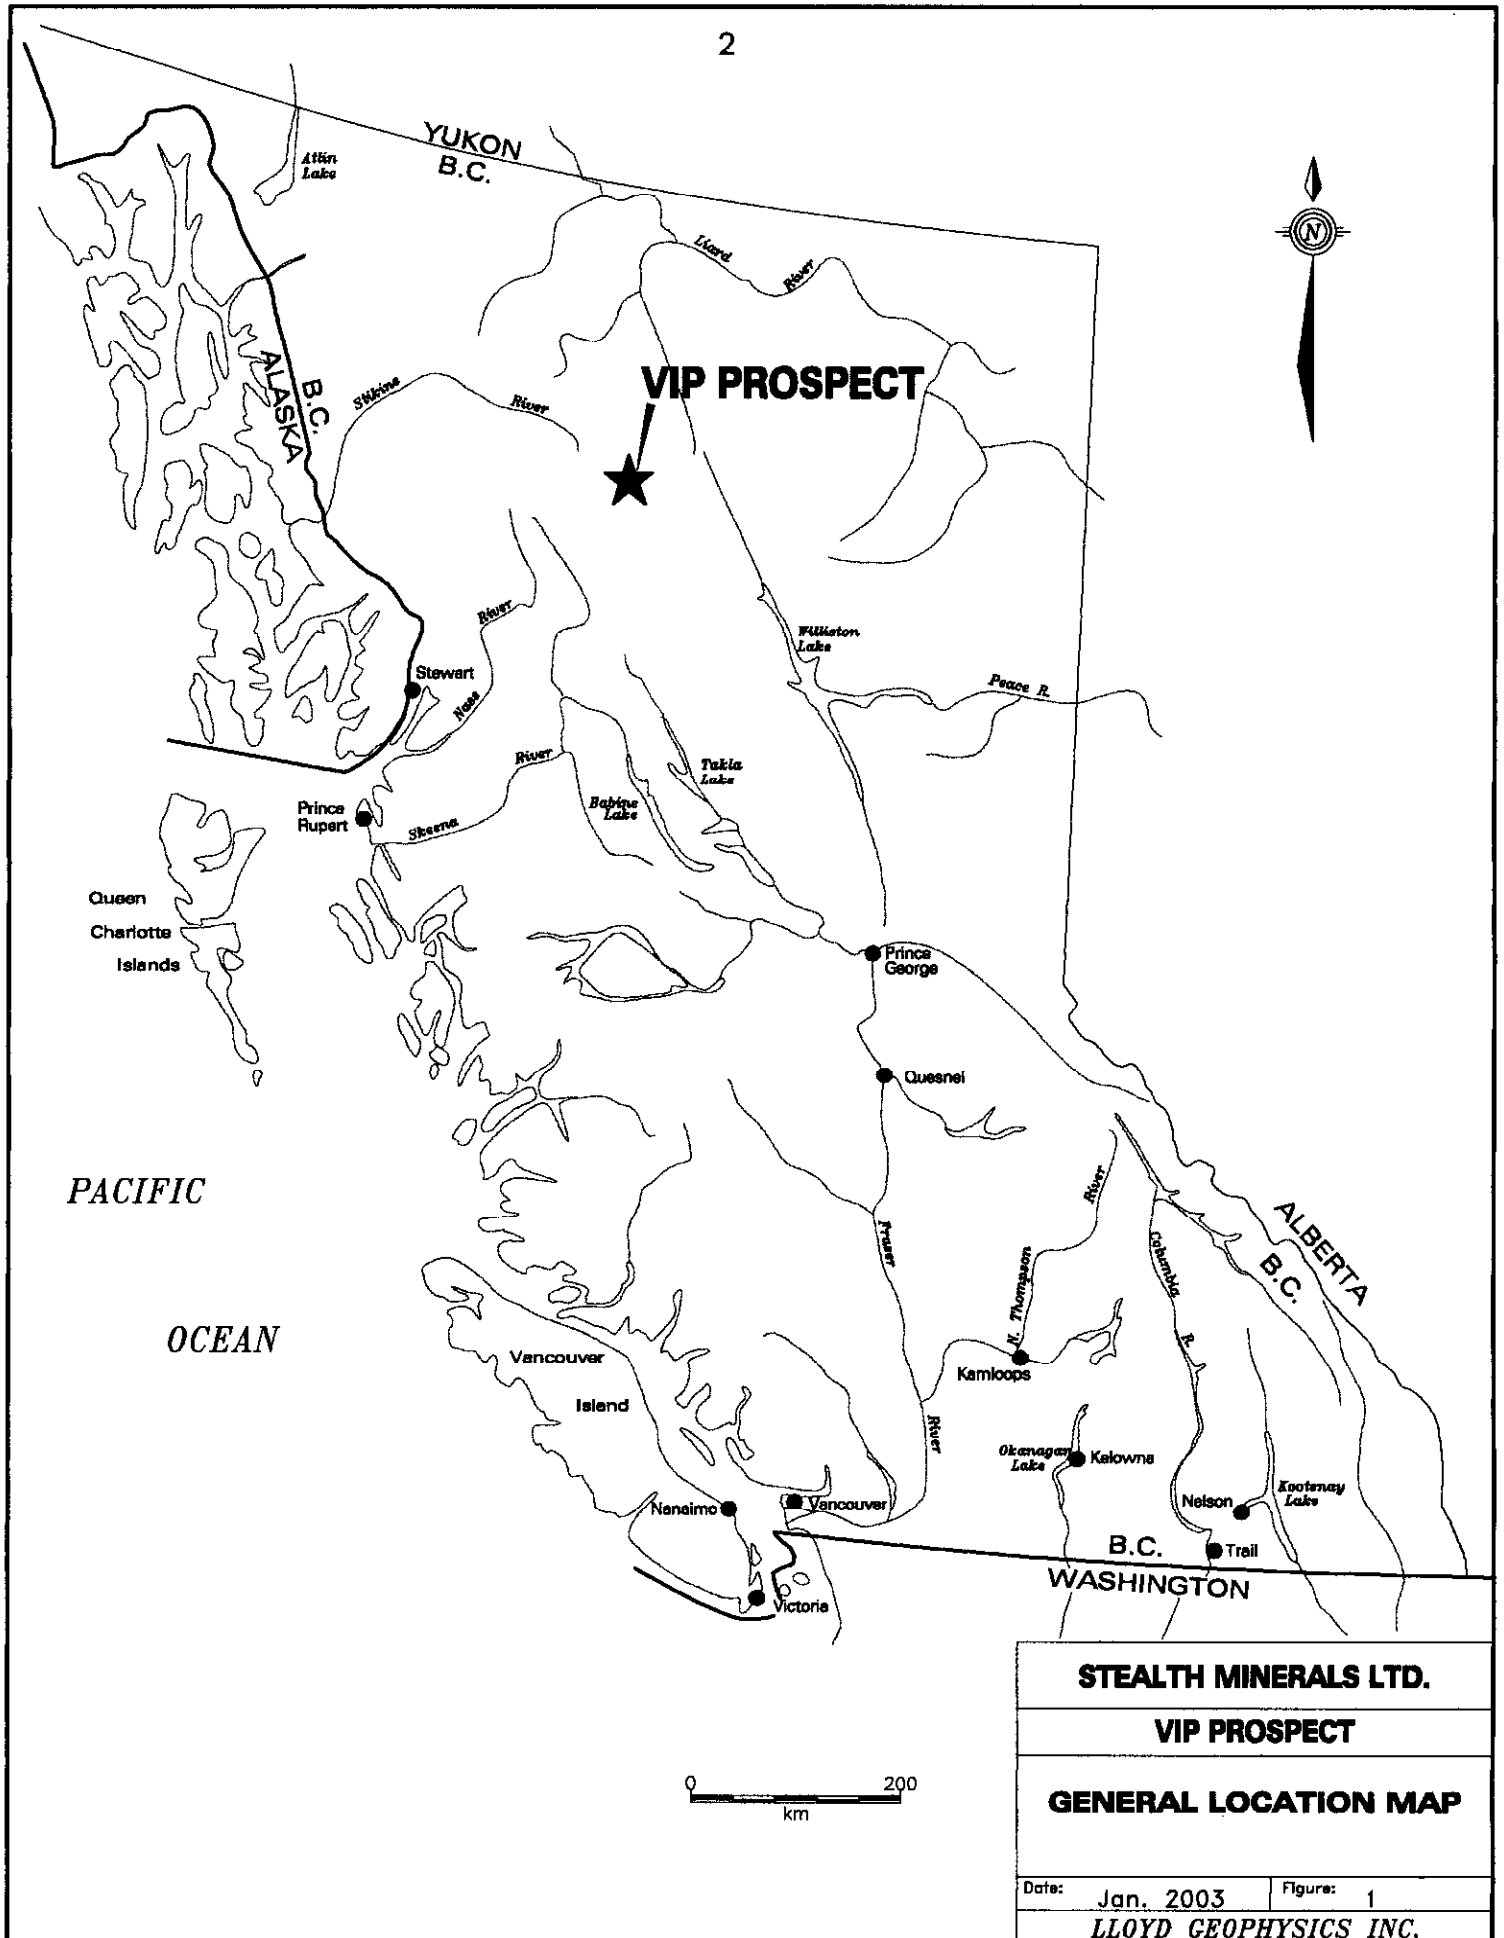 2
YUKON
B.C.
Atlin
Lake
Liard
River
N
B.C.
ALASKA
Stikine
River
VIP PROSPECT
Williston
Lake
River
Nass
Stewart
Peace R.
Takla
Lake
River
Skeena
Babine
Lake
Prince
Rupert
Queen
Charlotte
Islands
Prince
George
Quesnel
PACIFIC
OCEAN
Fraser
River
N. Thompson
River
Columbia
R.
ALBERTA
B.C.
Vancouver
Island
Kamloops
Okanagan
Lake
Kelowna
Nelson
Kootenay
Lake
Nanaimo
Vancouver
B.C.
Trail
WASHINGTON
Victoria
STEALTH MINERALS LTD.
VIP PROSPECT
0 200
km
GENERAL LOCATION MAP
Date: Jan. 2003 Figure: 1
LLOYD GEOPHYSICS INC.